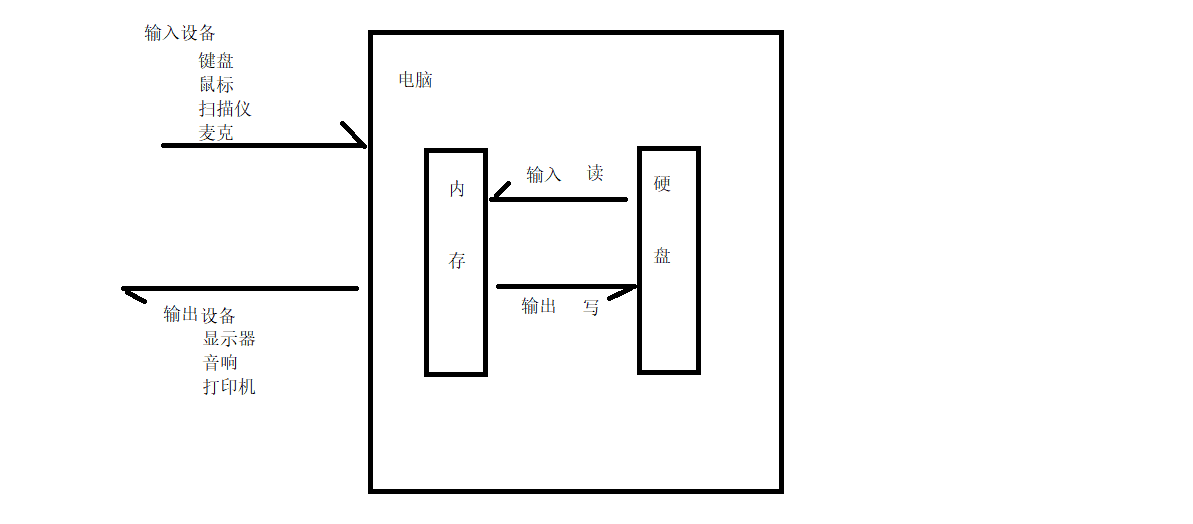 输入设备
键盘
鼠标
扫描仪
麦克
电脑
内
存
输入 读
硬
盘
输出 写
输出设备
显示器
音响
打印机